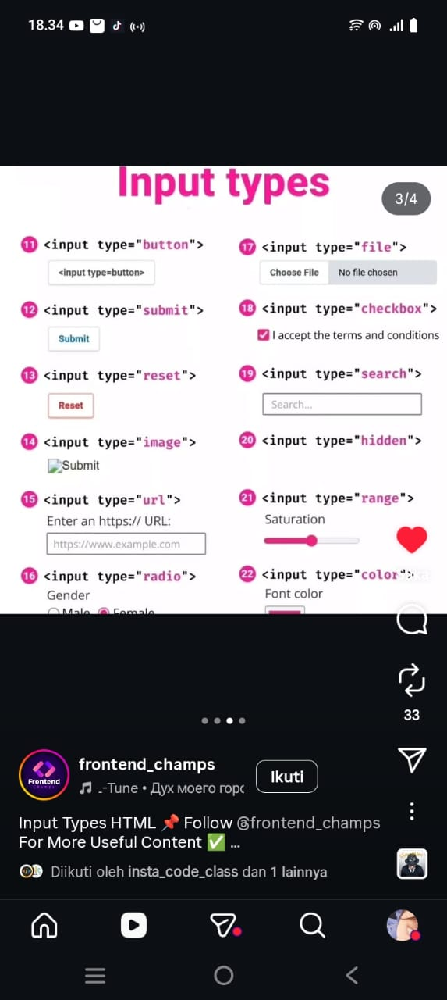 18.34
Input types
3/4
11 <input type="button">
<input type=button>
12 <input type="submit">
Submit
13 <input type="reset">
Reset
14 <input type="image">
Submit
15 <input type="url">
Enter an https:// URL:
https://www.example.com
16 <input type="radio">
Gender
Male Female
17 <input type="file">
Choose File No file chosen
18 <input type="checkbox">
I accept the terms and conditions
19 <input type="search">
Search...
20 <input type="hidden">
21 <input type="range">
Saturation
22 <input type="color">
Font color
33
Frontend
Champs
frontend_champs
Ikuti
.-Tune • Дух моего горо
Input Types HTML 📌 Follow @frontend_champs
For More Useful Content ✅ ...
Diikuti oleh insta_code_class dan 1 lainnya